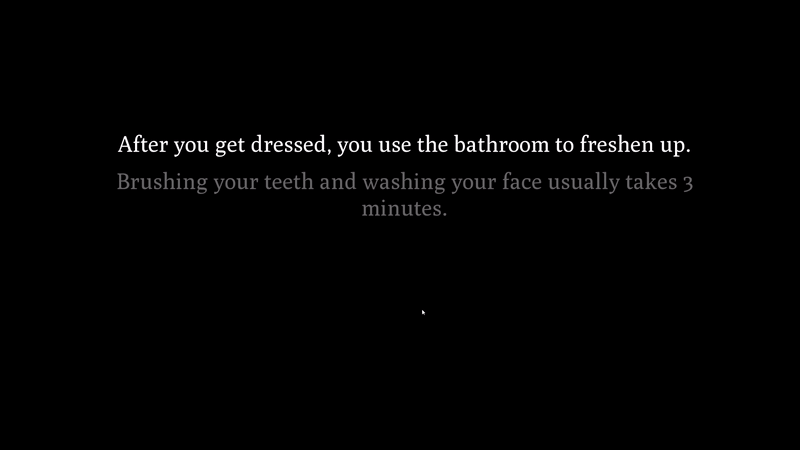 After you get dressed, you use the bathroom to freshen up.
Brushing your teeth and washing your face usually takes 3
minutes.